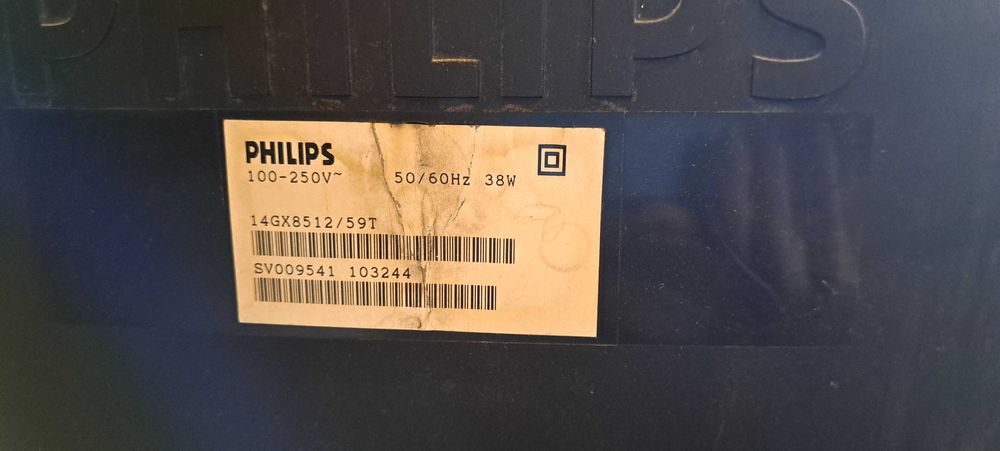 PHILIPS
PHILIPS
100-250V~ 50/60Hz 38W
14GX8512/59T
SV009541 103244